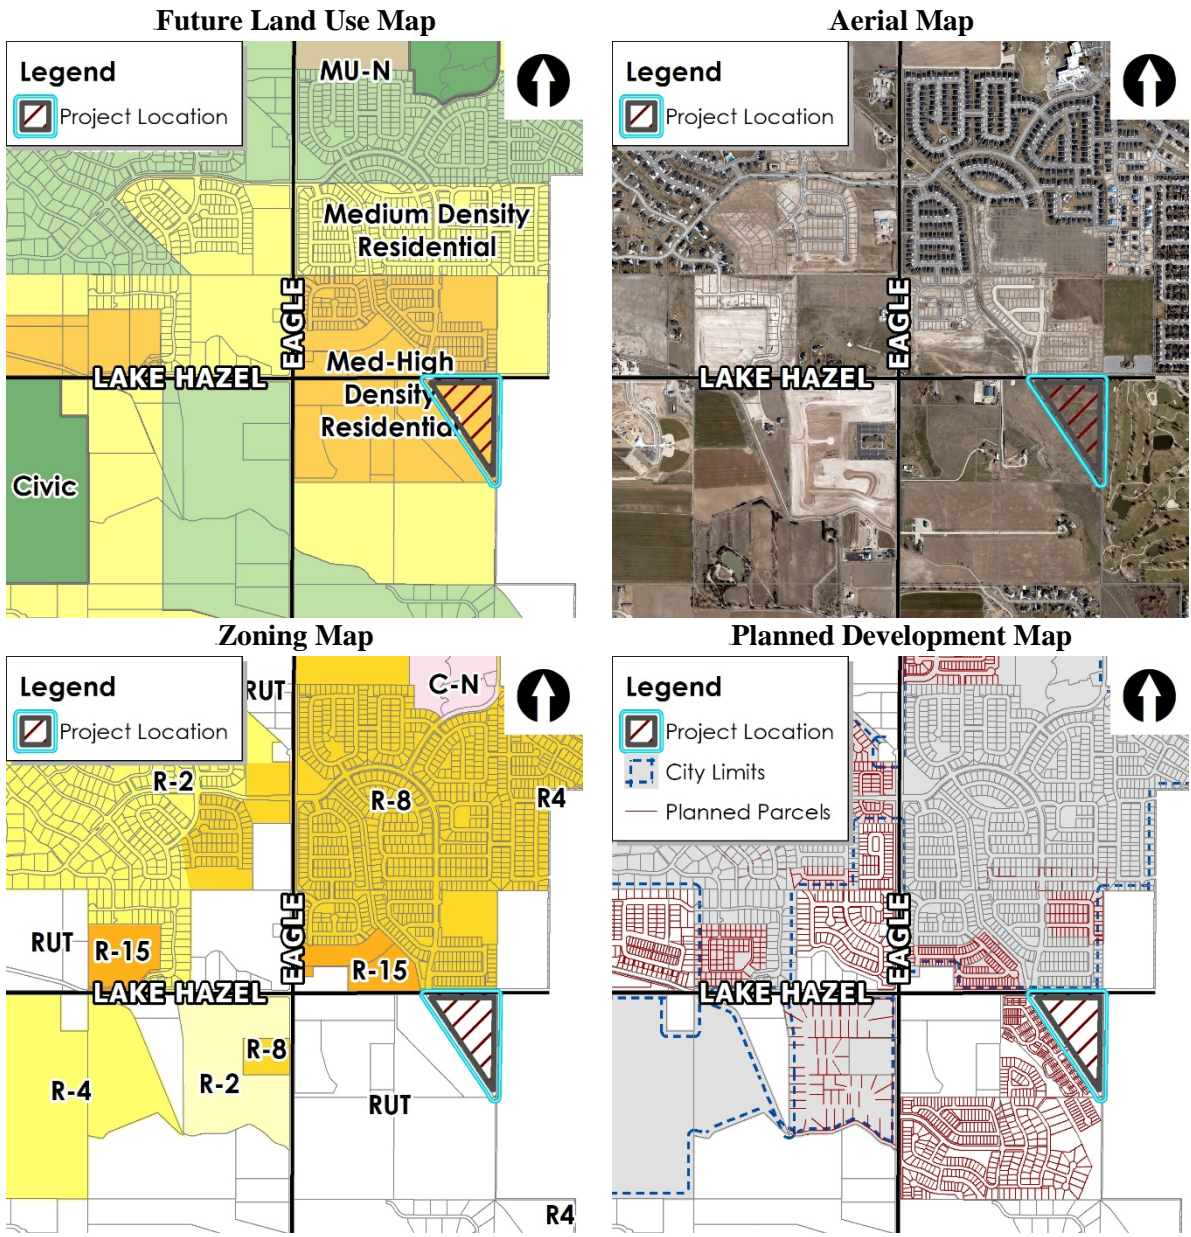 Future Land Use Map
Legend
Project Location
MU-N
Medium Density
Residential
EAGLE
Med-High
LAKE HAZEL
Density
Residential
Civic
Aerial Map
Legend
Project Location
EAGLE
LAKE HAZEL
Zoning Map
Legend
Project Location
RUT
C-N
R-2
R-8
R4
EAGLE
RUT
R-15
R-15
LAKE HAZEL
R-8
R-4
R-2
RUT
R4
Planned Development Map
Legend
Project Location
City Limits
Planned Parcels
EAGLE
LAKE HAZEL